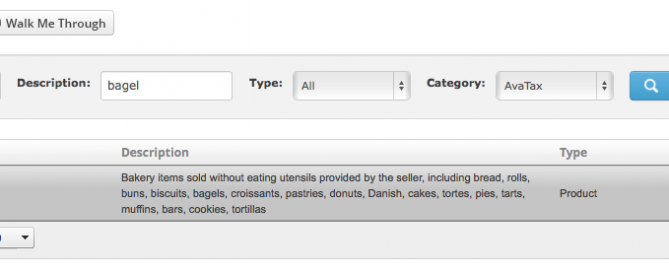 Walk Me Through
Description: bagel Type: All Category: AvaTax
Description Type
Bakery items sold without eating utensils provided by the seller, including bread, rolls,
buns, biscuits, bagels, croissants, pastries, donuts, Danish, cakes, tortes, pies, tarts,
muffins, bars, cookies, tortillas
Product